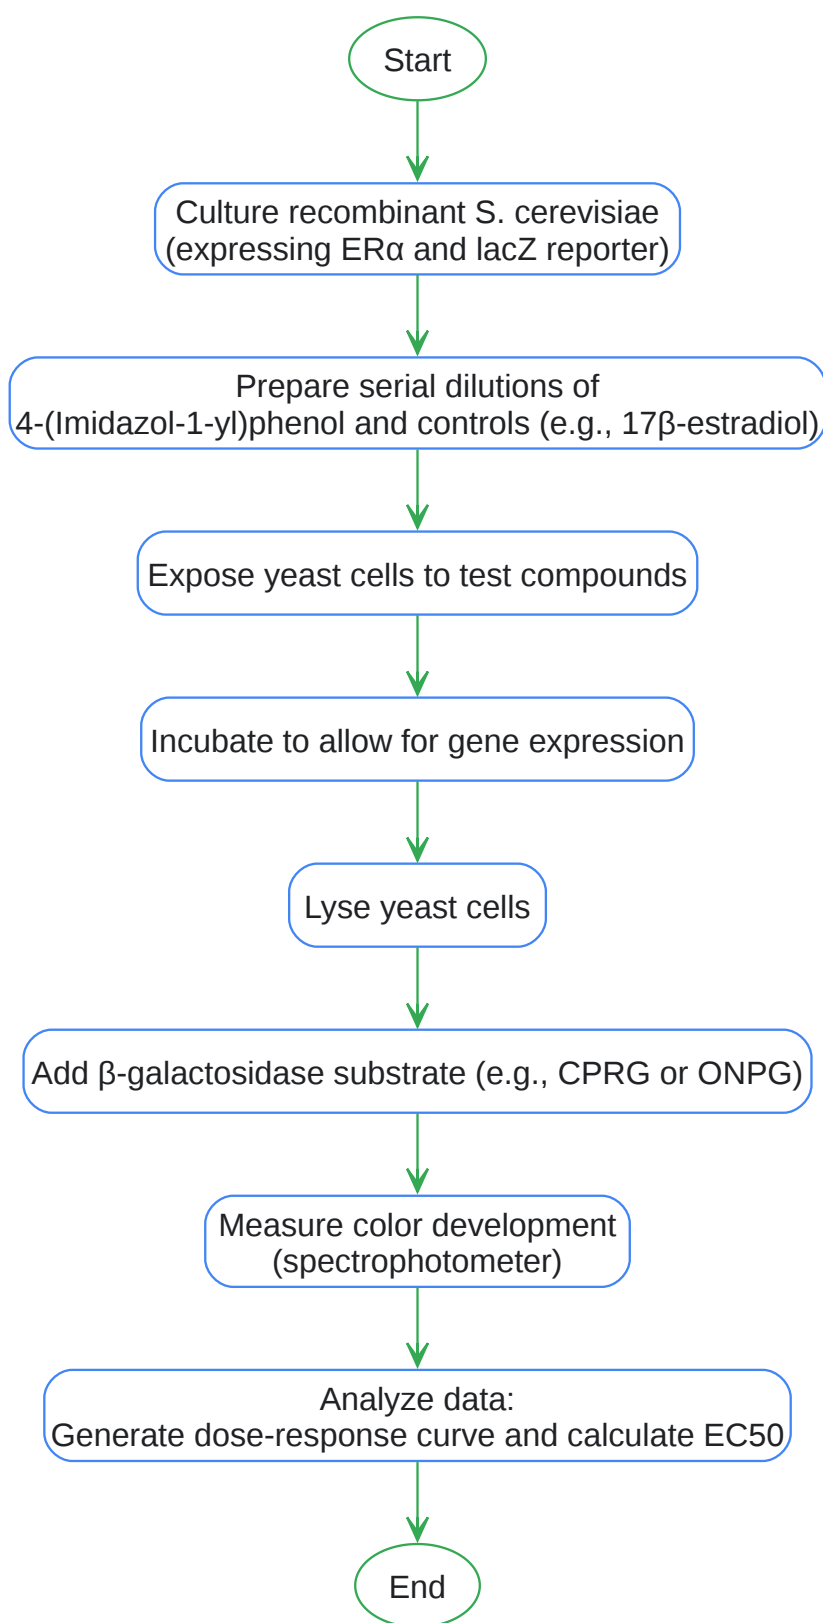 Start
Culture recombinant S. cerevisiae
(expressing ERα and lacZ reporter)
Prepare serial dilutions of
4-(Imidazol-1-yl)phenol and controls (e.g., 17β-estradiol)
Expose yeast cells to test compounds
Incubate to allow for gene expression
Lyse yeast cells
Add β-galactosidase substrate (e.g., CPRG or ONPG)
Measure color development
(spectrophotometer)
Analyze data:
Generate dose-response curve and calculate EC50
End